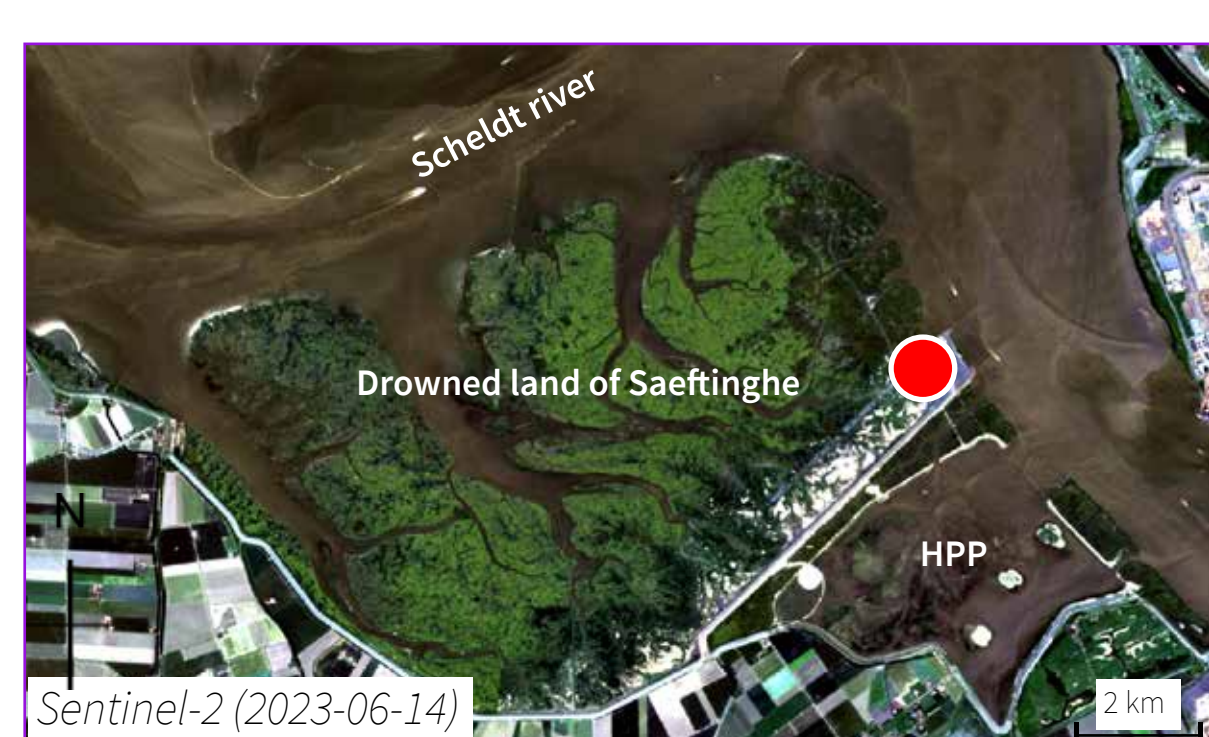 Scheldt river
Drowned land of Saeftinghe
N
HPP
Sentinel-2 (2023-06-14)
2 km